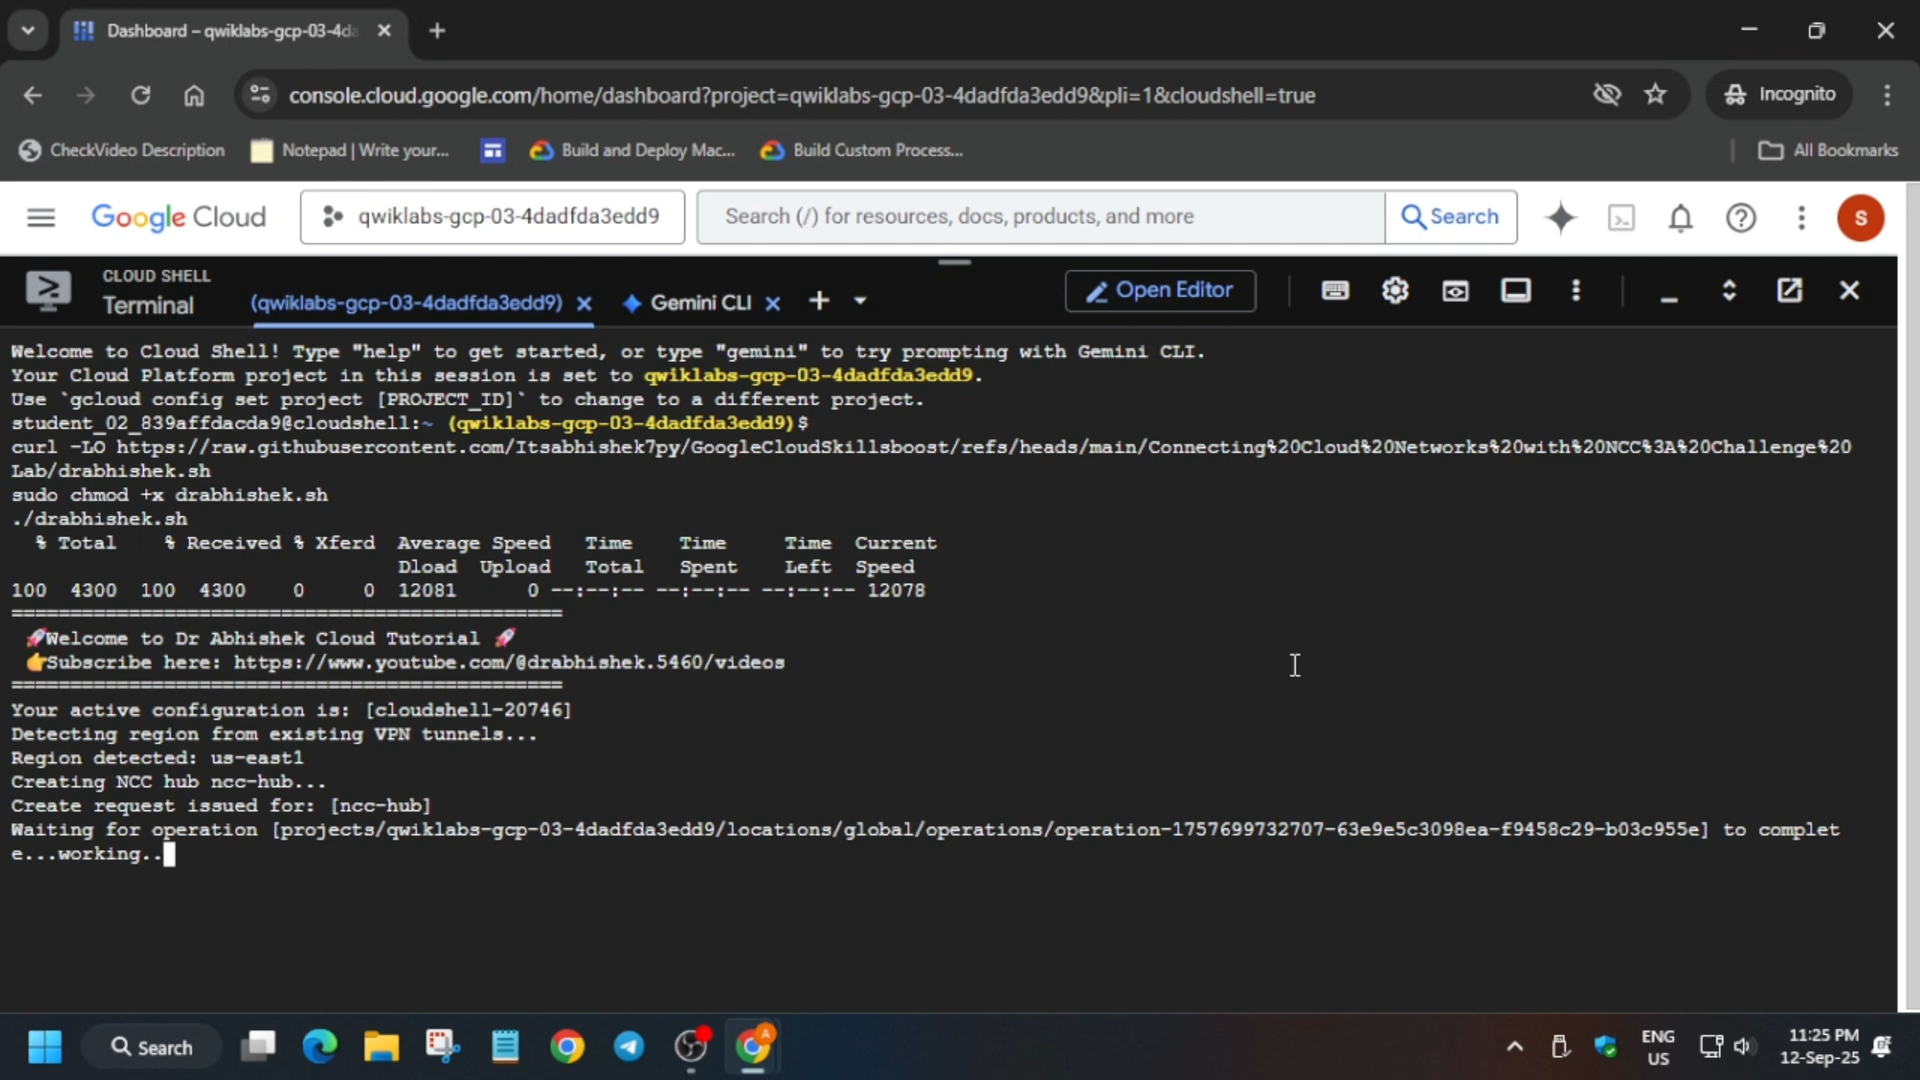 Dashboard – qwiklabs-gcp-03-4da
console.cloud.google.com/home/dashboard?project=qwiklabs-gcp-03-4dadfda3edd9&pli=1&cloudshell=true
Incognito
CheckVideo Description
Notepad | Write your...
Build and Deploy Mac...
Build Custom Process...
All Bookmarks
Google Cloud
qwiklabs-gcp-03-4dadfda3edd9
Search (/) for resources, docs, products, and more
Search
S
CLOUD SHELL
Terminal
(qwiklabs-gcp-03-4dadfda3edd9)
Gemini CLI
Open Editor
Welcome to Cloud Shell! Type "help" to get started, or type "gemini" to try prompting with Gemini CLI.
Your Cloud Platform project in this session is set to qwiklabs-gcp-03-4dadfda3edd9.
Use `gcloud config set project [PROJECT_ID]` to change to a different project.
student_02_839affdacda9@cloudshell:~ (qwiklabs-gcp-03-4dadfda3edd9)$
curl -LO https://raw.githubusercontent.com/Itsabhishek7py/GoogleCloudSkillsboost/refs/heads/main/Connecting%20Cloud%20Networks%20with%20NCC%3A%20Challenge%20
Lab/drabhishek.sh
sudo chmod +x drabhishek.sh
./drabhishek.sh
% Total % Received % Xferd Average Speed Time Time Time Current
Dload Upload Total Spent Left Speed
100 4300 100 4300 0 0 12081 0 --:--:-- --:--:-- --:--:-- 12078
===============================================
🚀Welcome to Dr Abhishek Cloud Tutorial 🚀
👉Subscribe here: https://www.youtube.com/@drabhishek.5460/videos
===============================================
Your active configuration is: [cloudshell-20746]
Detecting region from existing VPN tunnels...
Region detected: us-east1
Creating NCC hub ncc-hub...
Create request issued for: [ncc-hub]
Waiting for operation [projects/qwiklabs-gcp-03-4dadfda3edd9/locations/global/operations/operation-1757699732707-63e9e5c3098ea-f9458c29-b03c955e] to complet
e...working..
Search
ENG
US
11:25 PM
12-Sep-25